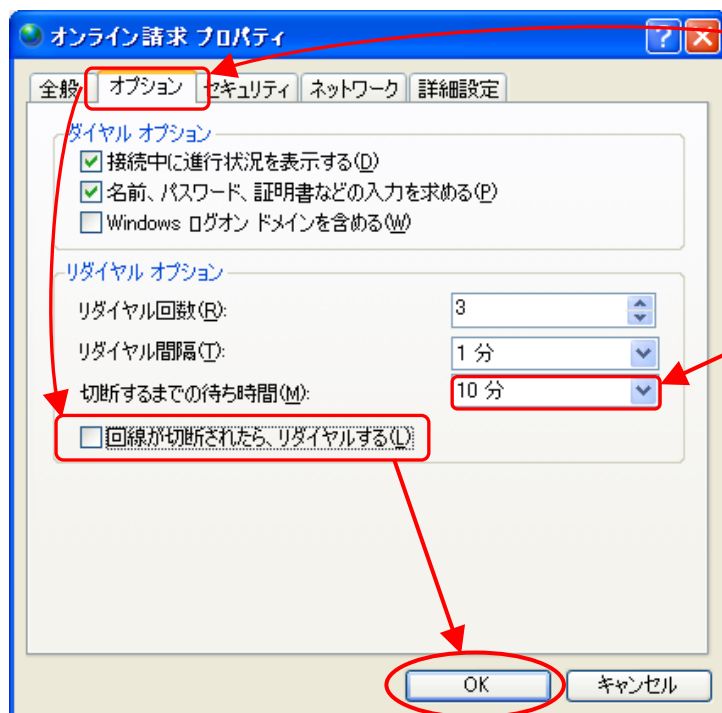 オンライン請求 プロパティ
全般 オプション セキュリティ ネットワーク 詳細設定
ダイヤル オプション
接続中に進行状況を表示する(D)
名前、パスワード、証明書などの入力を求める(P)
Windows ログオン ドメインを含める(W)
リダイヤル オプション
リダイヤル回数(R): 3
リダイヤル間隔(T): 1 分
切断するまでの待ち時間(M): 10 分
回線が切断されたら、リダイヤルする(L)
OK キャンセル